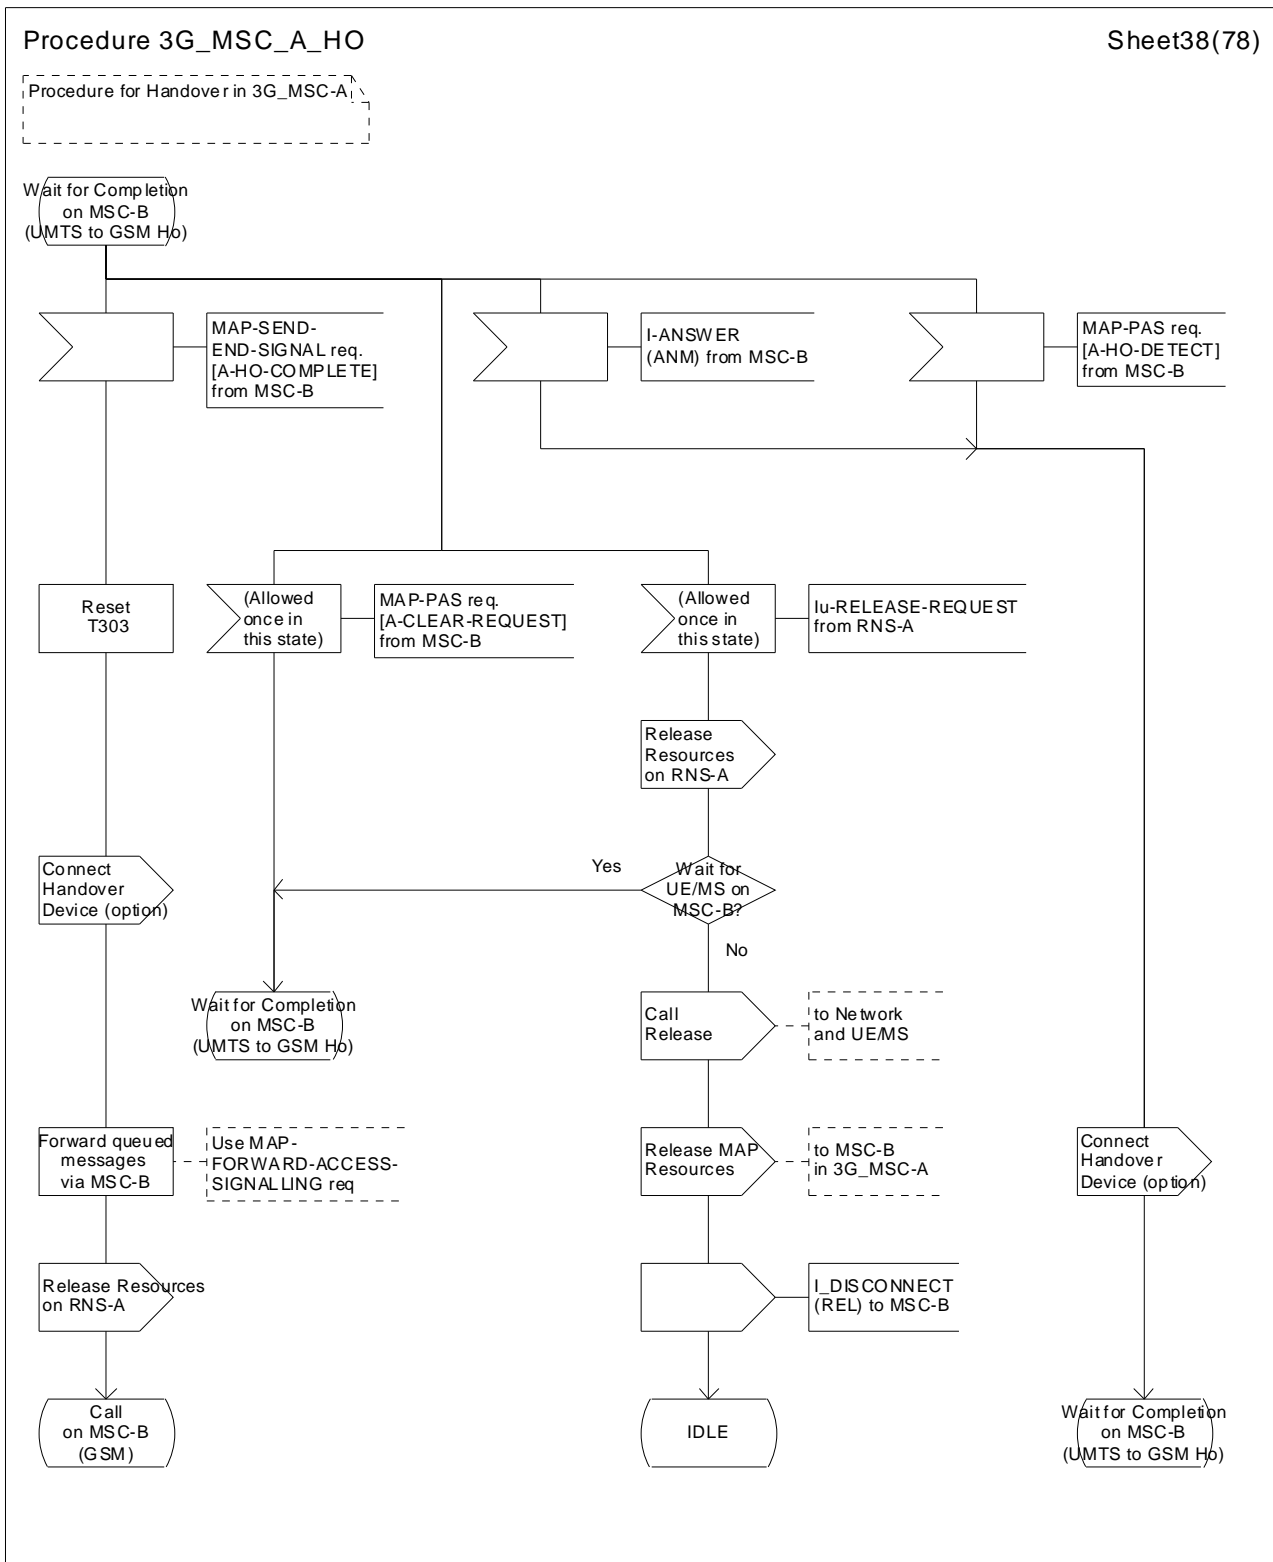 Procedure 3G_MSC_A_HO
Sheet38(78)
Procedure for Handover in 3G_MSC-A
Wait for Completion
on MSC-B
(UMTS to GSM Ho)
MAP-SEND-
END-SIGNAL req.
[A-HO-COMPLETE]
from MSC-B
I-ANSWER
(ANM) from MSC-B
MAP-PAS req.
[A-HO-DETECT]
from MSC-B
Reset
T303
(Allowed
once in
this state)
MAP-PAS req.
[A-CLEAR-REQUEST]
from MSC-B
(Allowed
once in
this state)
Iu-RELEASE-REQUEST
from RNS-A
Release
Resources
on RNS-A
Connect
Handover
Device (option)
Yes
Wait for
UE/MS on
MSC-B?
No
Wait for Completion
on MSC-B
(UMTS to GSM Ho)
Call
Release
to Network
and UE/MS
Forward queued
messages
via MSC-B
Use MAP-
FORWARD-ACCESS-
SIGNALLING req
Release MAP
Resources
to MSC-B
in 3G_MSC-A
Connect
Handover
Device (option)
Release Resources
on RNS-A
I_DISCONNECT
(REL) to MSC-B
Call
on MSC-B
(GSM)
IDLE
Wait for Completion
on MSC-B
(UMTS to GSM Ho)